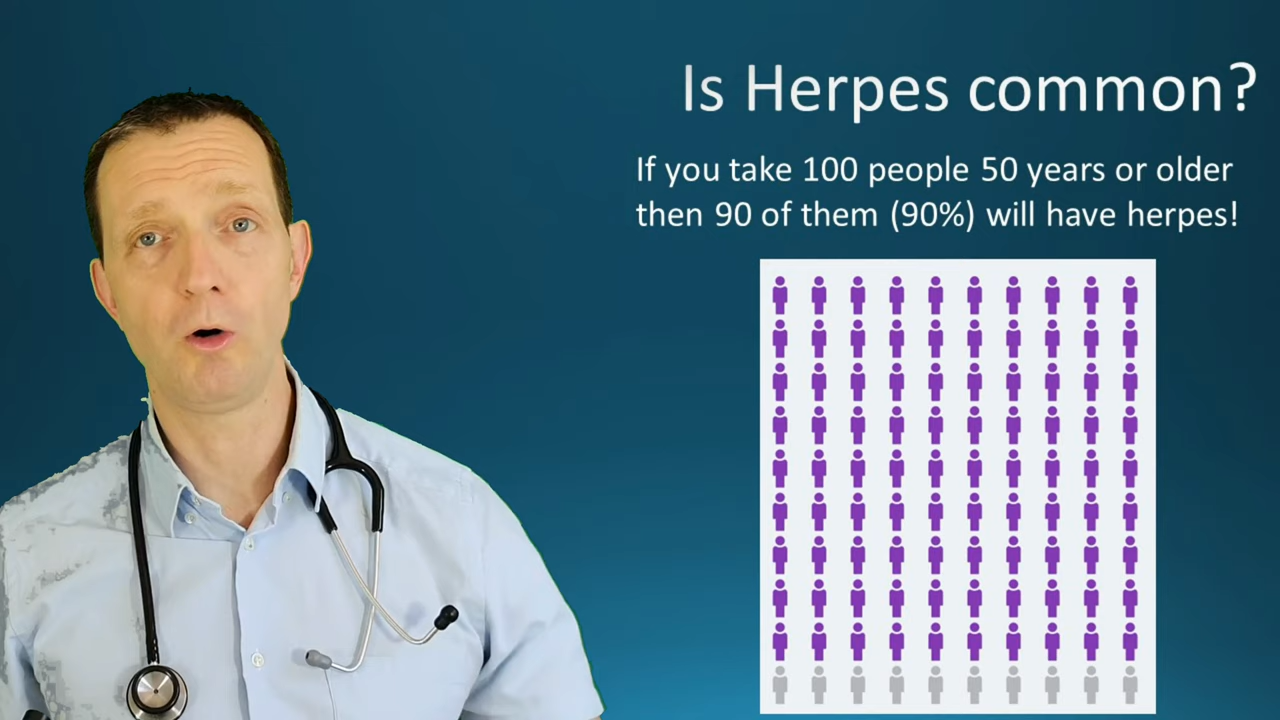 Is Herpes common?
If you take 100 people 50 years or older
then 90 of them (90%) will have herpes!